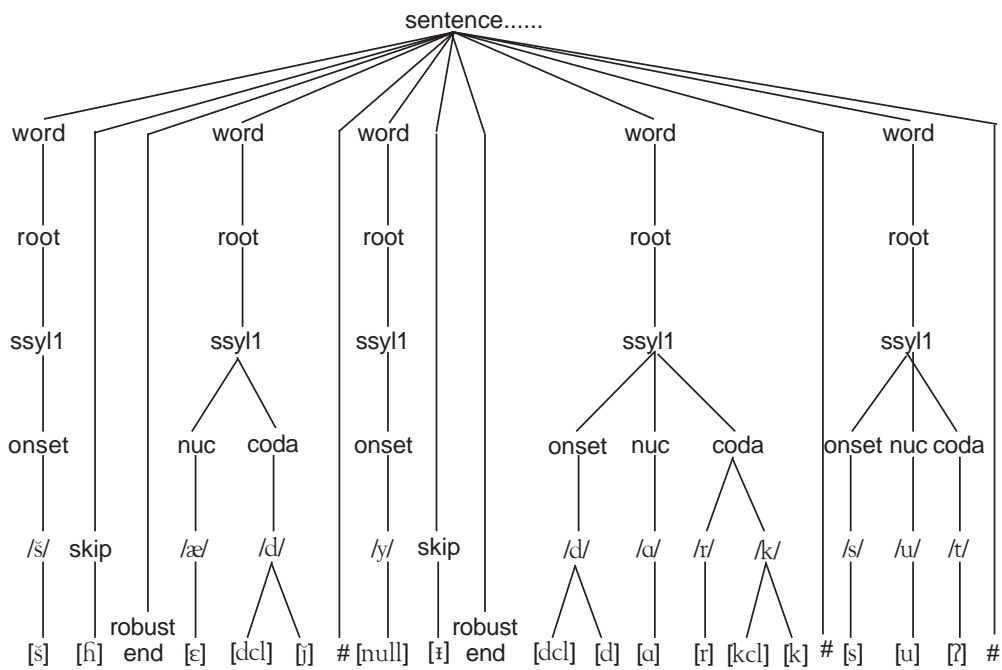 sentence......
word word word word word
root root root root root
ssyl1 ssyl1 ssyl1 ssyl1 ssyl1
onset nuc coda onset onset nuc coda onset nuc coda
/š/ skip /æ/ /d/ /y/ skip /d/ /ɑ/ /r/ /k/ /s/ /u/ /t/
robust robust
[š] [ɦ] end [ɛ] [dcl] [ǰ] # [null] [ɨ] end [dcl] [d] [ɑ] [r] [kcl] [k] # [s] [u] [ʔ] #